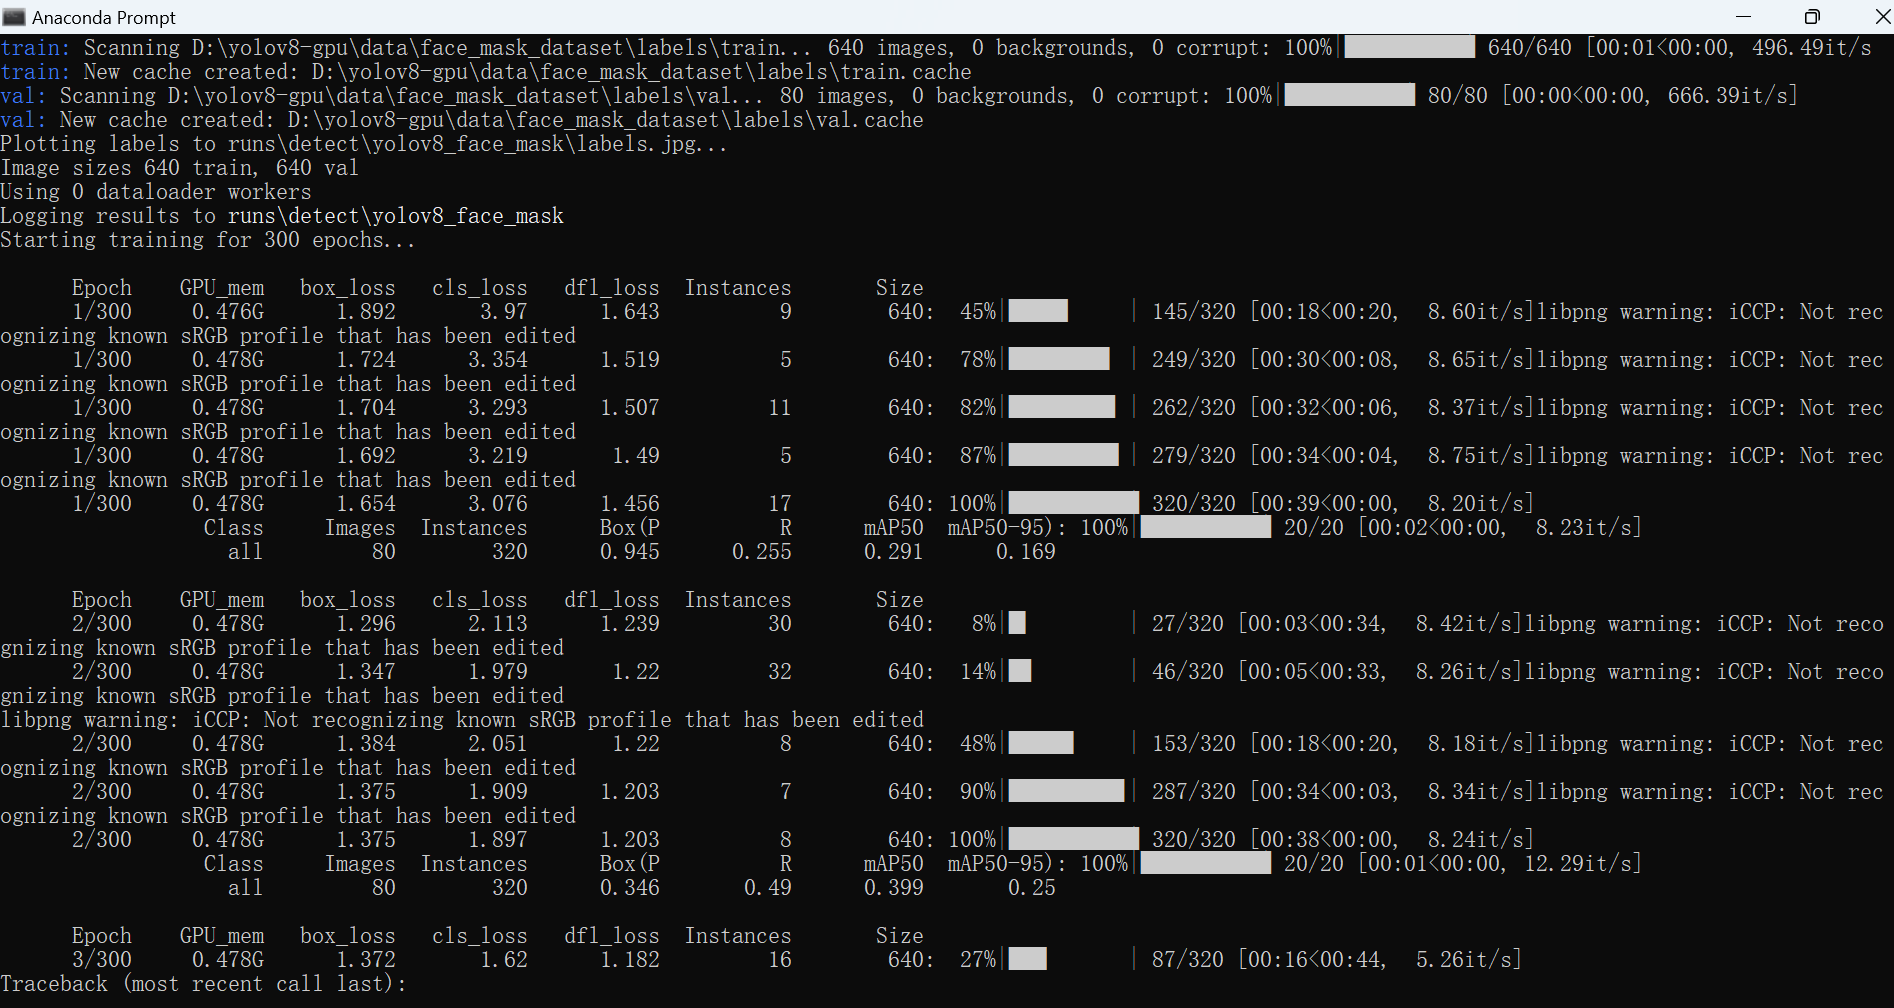 Anaconda Prompt
train: Scanning D:\yolov8-gpu\data\face_mask_dataset\labels\train... 640 images, 0 backgrounds, 0 corrupt: 100%| 640/640 [00:01<00:00, 496.49it/s
train: New cache created: D:\yolov8-gpu\data\face_mask_dataset\labels\train.cache
val: Scanning D:\yolov8-gpu\data\face_mask_dataset\labels\val... 80 images, 0 backgrounds, 0 corrupt: 100%| 80/80 [00:00<00:00, 666.39it/s]
val: New cache created: D:\yolov8-gpu\data\face_mask_dataset\labels\val.cache
Plotting labels to runs\detect\yolov8_face_mask\labels.jpg...
Image sizes 640 train, 640 val
Using 0 dataloader workers
Logging results to runs\detect\yolov8_face_mask
Starting training for 300 epochs...
Epoch GPU_mem box_loss cls_loss dfl_loss Instances Size
1/300 0.476G 1.892 3.97 1.643 9 640: 45%| | 145/320 [00:18<00:20, 8.60it/s]libpng warning: iCCP: Not rec
ognizing known sRGB profile that has been edited
1/300 0.478G 1.724 3.354 1.519 5 640: 78%| | 249/320 [00:30<00:08, 8.65it/s]libpng warning: iCCP: Not rec
ognizing known sRGB profile that has been edited
1/300 0.478G 1.704 3.293 1.507 11 640: 82%| | 262/320 [00:32<00:06, 8.37it/s]libpng warning: iCCP: Not rec
ognizing known sRGB profile that has been edited
1/300 0.478G 1.692 3.219 1.49 5 640: 87%| | 279/320 [00:34<00:04, 8.75it/s]libpng warning: iCCP: Not rec
ognizing known sRGB profile that has been edited
1/300 0.478G 1.654 3.076 1.456 17 640: 100%| 320/320 [00:39<00:00, 8.20it/s]
Class Images Instances Box(P R mAP50 mAP50-95): 100%| 20/20 [00:02<00:00, 8.23it/s]
all 80 320 0.945 0.255 0.291 0.169
Epoch GPU_mem box_loss cls_loss dfl_loss Instances Size
2/300 0.478G 1.296 2.113 1.239 30 640: 8%| | 27/320 [00:03<00:34, 8.42it/s]libpng warning: iCCP: Not reco
gnizing known sRGB profile that has been edited
2/300 0.478G 1.347 1.979 1.22 32 640: 14%| | 46/320 [00:05<00:33, 8.26it/s]libpng warning: iCCP: Not reco
gnizing known sRGB profile that has been edited
libpng warning: iCCP: Not recognizing known sRGB profile that has been edited
2/300 0.478G 1.384 2.051 1.22 8 640: 48%| | 153/320 [00:18<00:20, 8.18it/s]libpng warning: iCCP: Not rec
ognizing known sRGB profile that has been edited
2/300 0.478G 1.375 1.909 1.203 7 640: 90%| | 287/320 [00:34<00:03, 8.34it/s]libpng warning: iCCP: Not rec
ognizing known sRGB profile that has been edited
2/300 0.478G 1.375 1.897 1.203 8 640: 100%| 320/320 [00:38<00:00, 8.24it/s]
Class Images Instances Box(P R mAP50 mAP50-95): 100%| 20/20 [00:01<00:00, 12.29it/s]
all 80 320 0.346 0.49 0.399 0.25
Epoch GPU_mem box_loss cls_loss dfl_loss Instances Size
3/300 0.478G 1.372 1.62 1.182 16 640: 27%| | 87/320 [00:16<00:44, 5.26it/s]
Traceback (most recent call last):